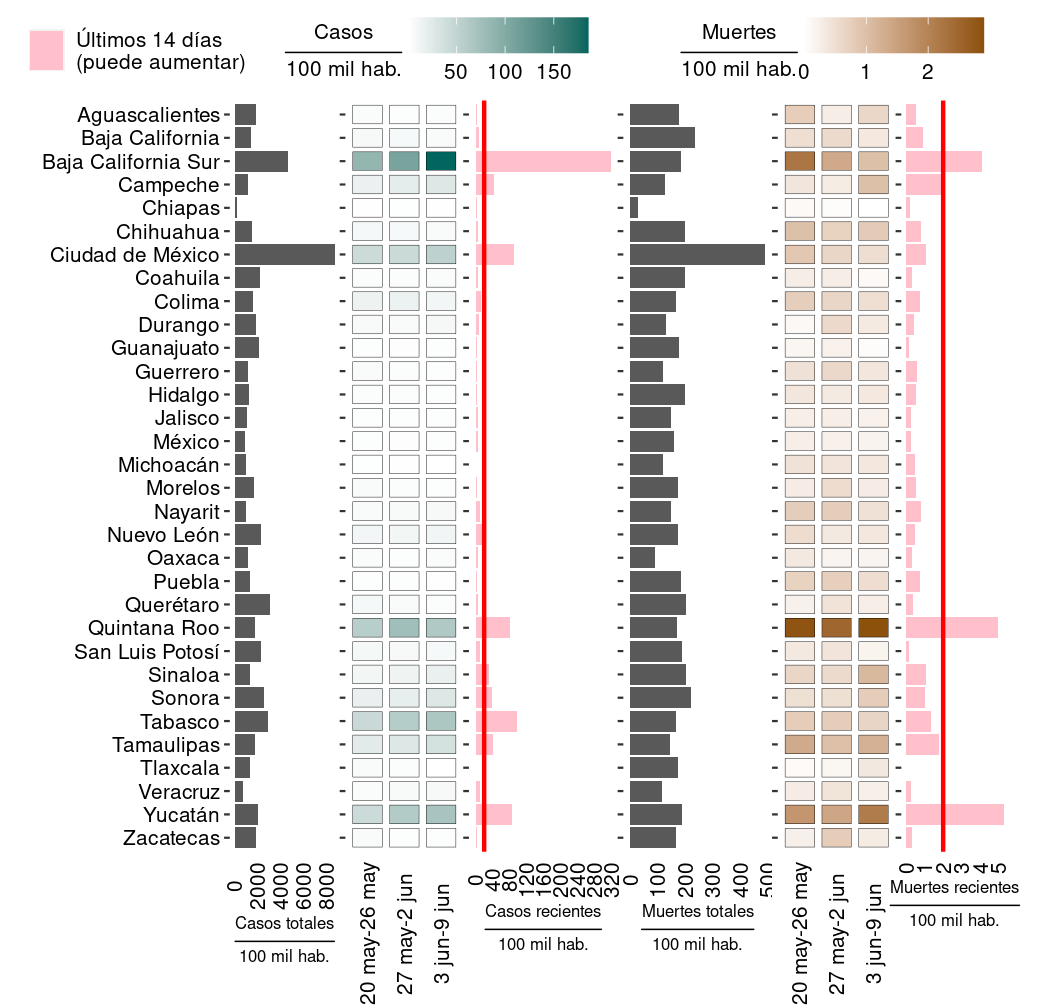 Últimos 14 días
(puede aumentar)
Casos
100 mil hab.
50 100 150
Muertes
100 mil hab.
0 1 2
Aguascalientes
Baja California
Baja California Sur
Campeche
Chiapas
Chihuahua
Ciudad de México
Coahuila
Colima
Durango
Guanajuato
Guerrero
Hidalgo
Jalisco
México
Michoacán
Morelos
Nayarit
Nuevo León
Oaxaca
Puebla
Querétaro
Quintana Roo
San Luis Potosí
Sinaloa
Sonora
Tabasco
Tamaulipas
Tlaxcala
Veracruz
Yucatán
Zacatecas
0 2000 4000 6000 8000
Casos totales
100 mil hab.
20 may-26 may
27 may-2 jun
3 jun-9 jun
0 40 80 120 160 200 240 280 320
Casos recientes
100 mil hab.
0 100 200 300 400 500
Muertes totales
100 mil hab.
20 may-26 may
27 may-2 jun
3 jun-9 jun
0 1 2 3 4 5
Muertes recientes
100 mil hab.